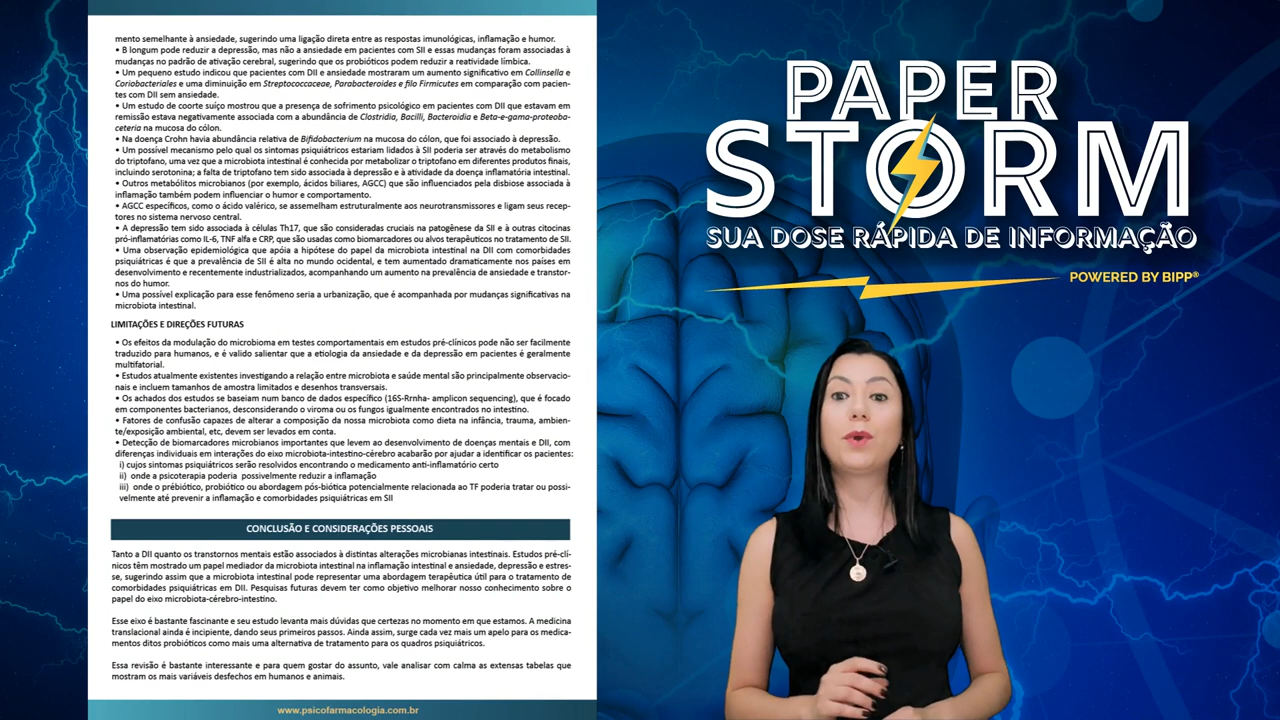 mento semelhante à ansiedade, sugerindo uma ligação direta entre as respostas imunológicas, inflamação e humor.
• B longum pode reduzir a depressão, mas não a ansiedade em pacientes com SII e essas mudanças foram associadas à
mudanças no padrão de ativação cerebral, sugerindo que os probióticos podem reduzir a reatividade límbica.
• Um pequeno estudo indicou que pacientes com DII e ansiedade mostraram um aumento significativo em Collinsella e
Coriobacteriales e uma diminuição em Streptococcaceae, Parabacteroides e filo Firmicutes em comparação com pacien-
tes com DII sem ansiedade.
• Um estudo de coorte suíço mostrou que a presença de sofrimento psicológico em pacientes com DII que estavam em
remissão estava negativamente associada com a abundância de Clostridia, Bacilli, Bacteroidia e Beta-e-gama-proteoba-
ceteria na mucosa do cólon.
• Na doença Crohn havia abundância relativa de Bifidobacterium na mucosa do cólon, que foi associado à depressão.
• Um possível mecanismo pelo qual os sintomas psiquiátricos estariam lidados à SII poderia ser através do metabolismo
do triptofano, uma vez que a microbiota intestinal é conhecida por metabolizar o triptofano em diferentes produtos finais,
incluindo serotonina; a falta de triptofano tem sido associada à depressão e à atividade da doença inflamatória intestinal.
• Outros metabólitos microbianos (por exemplo, ácidos biliares, AGCC) que são influenciados pela disbiose associada à
inflamação também podem influenciar o humor e comportamento.
• AGCC específicos, como o ácido valérico, se assemelham estruturalmente aos neurotransmissores e ligam seus recep-
tores no sistema nervoso central.
• A depressão tem sido associada à células Th17, que são consideradas cruciais na patogênese da SII e à outras citocinas
pró-inflamatórias como IL-6, TNF alfa e CRP, que são usadas como biomarcadores ou alvos terapêuticos no tratamento de SII.
• Uma observação epidemiológica que apóia a hipótese do papel da microbiota intestinal na DII com comorbidades
psiquiátricas é que a prevalência de SII é alta no mundo ocidental, e tem aumentado dramaticamente nos países em
desenvolvimento e recentemente industrializados, acompanhando um aumento na prevalência de ansiedade e transtor-
nos do humor.
• Uma possível explicação para esse fenômeno seria a urbanização, que é acompanhada por mudanças significativas na
microbiota intestinal.
LIMITAÇÕES E DIREÇÕES FUTURAS
• Os efeitos da modulação do microbioma em testes comportamentais em estudos pré-clínicos pode não ser facilmente
traduzido para humanos, e é valido salientar que a etiologia da ansiedade e da depressão em pacientes é geralmente
multifatorial.
• Estudos atualmente existentes investigando a relação entre microbiota e saúde mental são principalmente observacio-
nais e incluem tamanhos de amostra limitados e desenhos transversais.
• Os achados dos estudos se baseiam num banco de dados específico (16S-Rrnha- amplicon sequencing), que é focado
em componentes bacterianos, desconsiderando o viroma ou os fungos igualmente encontrados no intestino.
• Fatores de confusão capazes de alterar a composição da nossa microbiota como dieta na infância, trauma, ambien-
te/exposição ambiental, etc, devem ser levados em conta.
• Detecção de biomarcadores microbianos importantes que levem ao desenvolvimento de doenças mentais e DII, com
diferenças individuais em interações do eixo microbiota-intestino-cérebro acabarão por ajudar a identificar os pacientes:
i) cujos sintomas psiquiátricos serão resolvidos encontrando o medicamento anti-inflamatório certo
ii) onde a psicoterapia poderia possivelmente reduzir a inflamação
iii) onde o prébiótico, probiótico ou abordagem pós-biótica potencialmente relacionada ao TF poderia tratar ou possi-
velmente até prevenir a inflamação e comorbidades psiquiátricas em SII
CONCLUSÃO E CONSIDERAÇÕES PESSOAIS
Tanto a DII quanto os transtornos mentais estão associados à distintas alterações microbianas intestinais. Estudos pré-clí-
nicos têm mostrado um papel mediador da microbiota intestinal na inflamação intestinal e ansiedade, depressão e estres-
se, sugerindo assim que a microbiota intestinal pode representar uma abordagem terapêutica útil para o tratamento de
comorbidades psiquiátricas em DII. Pesquisas futuras devem ter como objetivo melhorar nosso conhecimento sobre o
papel do eixo microbiota-cérebro-intestino.
Esse eixo é bastante fascinante e seu estudo levanta mais dúvidas que certezas no momento em que estamos. A medicina
translacional ainda é incipiente, dando seus primeiros passos. Ainda assim, surge cada vez mais um apelo para os medica-
mentos ditos probióticos como mais uma alternativa de tratamento para os quadros psiquiátricos.
Essa revisão é bastante interessante e para quem gostar do assunto, vale analisar com calma as extensas tabelas que
mostram os mais variáveis desfechos em humanos e animais.
www.psicofarmacologia.com.br
PAPER
STORM
SUA DOSE RÁPIDA DE INFORMAÇÃO
POWERED BY BIPP®